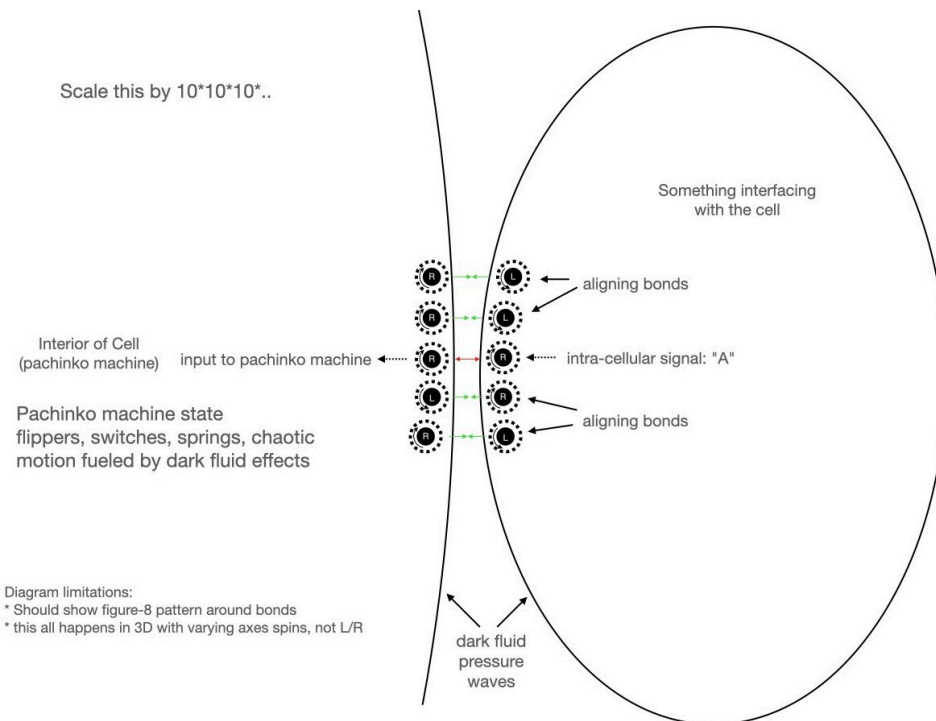 Scale this by 10*10*10*..
Something interfacing
with the cell
R
L
aligning bonds
R
L
Interior of Cell
(pachinko machine)
input to pachinko machine
R
R
intra-cellular signal: "A"
L
R
aligning bonds
R
L
Pachinko machine state
flippers, switches, springs, chaotic
motion fueled by dark fluid effects
Diagram limitations:
* Should show figure-8 pattern around bonds
* this all happens in 3D with varying axes spins, not L/R
dark fluid
pressure
waves